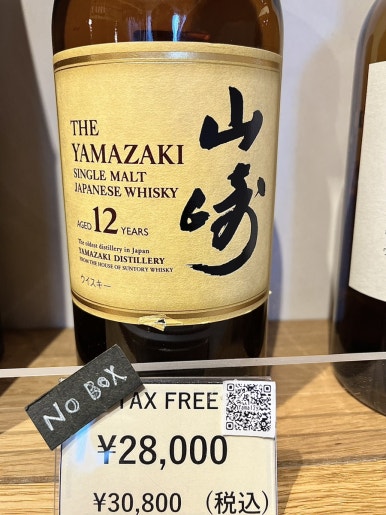 THE
YAMAZAKI
SINGLE MALT
JAPANESE WHISKY
AGED 12 YEARS
The oldest distillery in Japan
YAMAZAKI DISTILLERY
FROM THE HOUSE OF SUNTORY WHISKY
ウイスキー
山崎
NO BOX
TAX FREE
¥28,000
¥30,800 (税込)